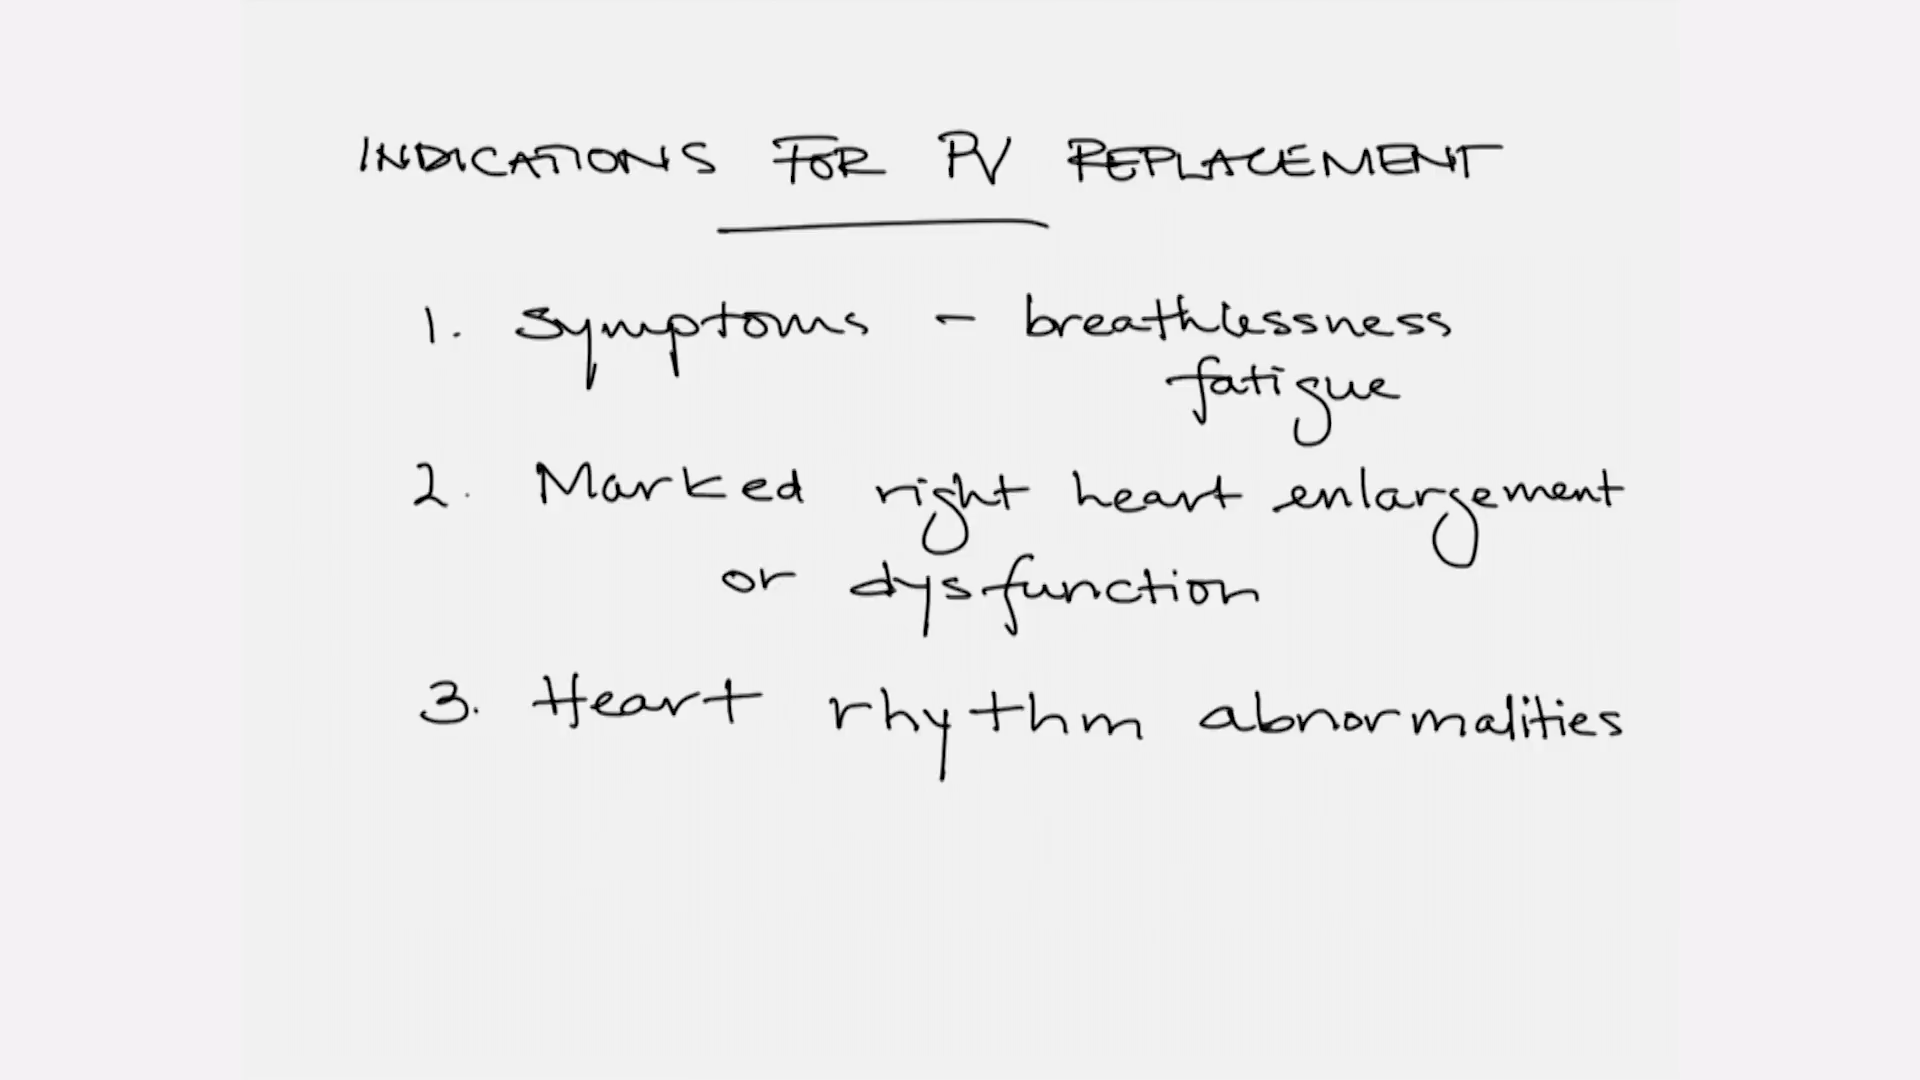 INDICATIONS FOR PV REPLACEMENT
1. Symptoms - breathlessness
fatigue
2. Marked right heart enlargement
or dysfunction
3. Heart rhythm abnormalities